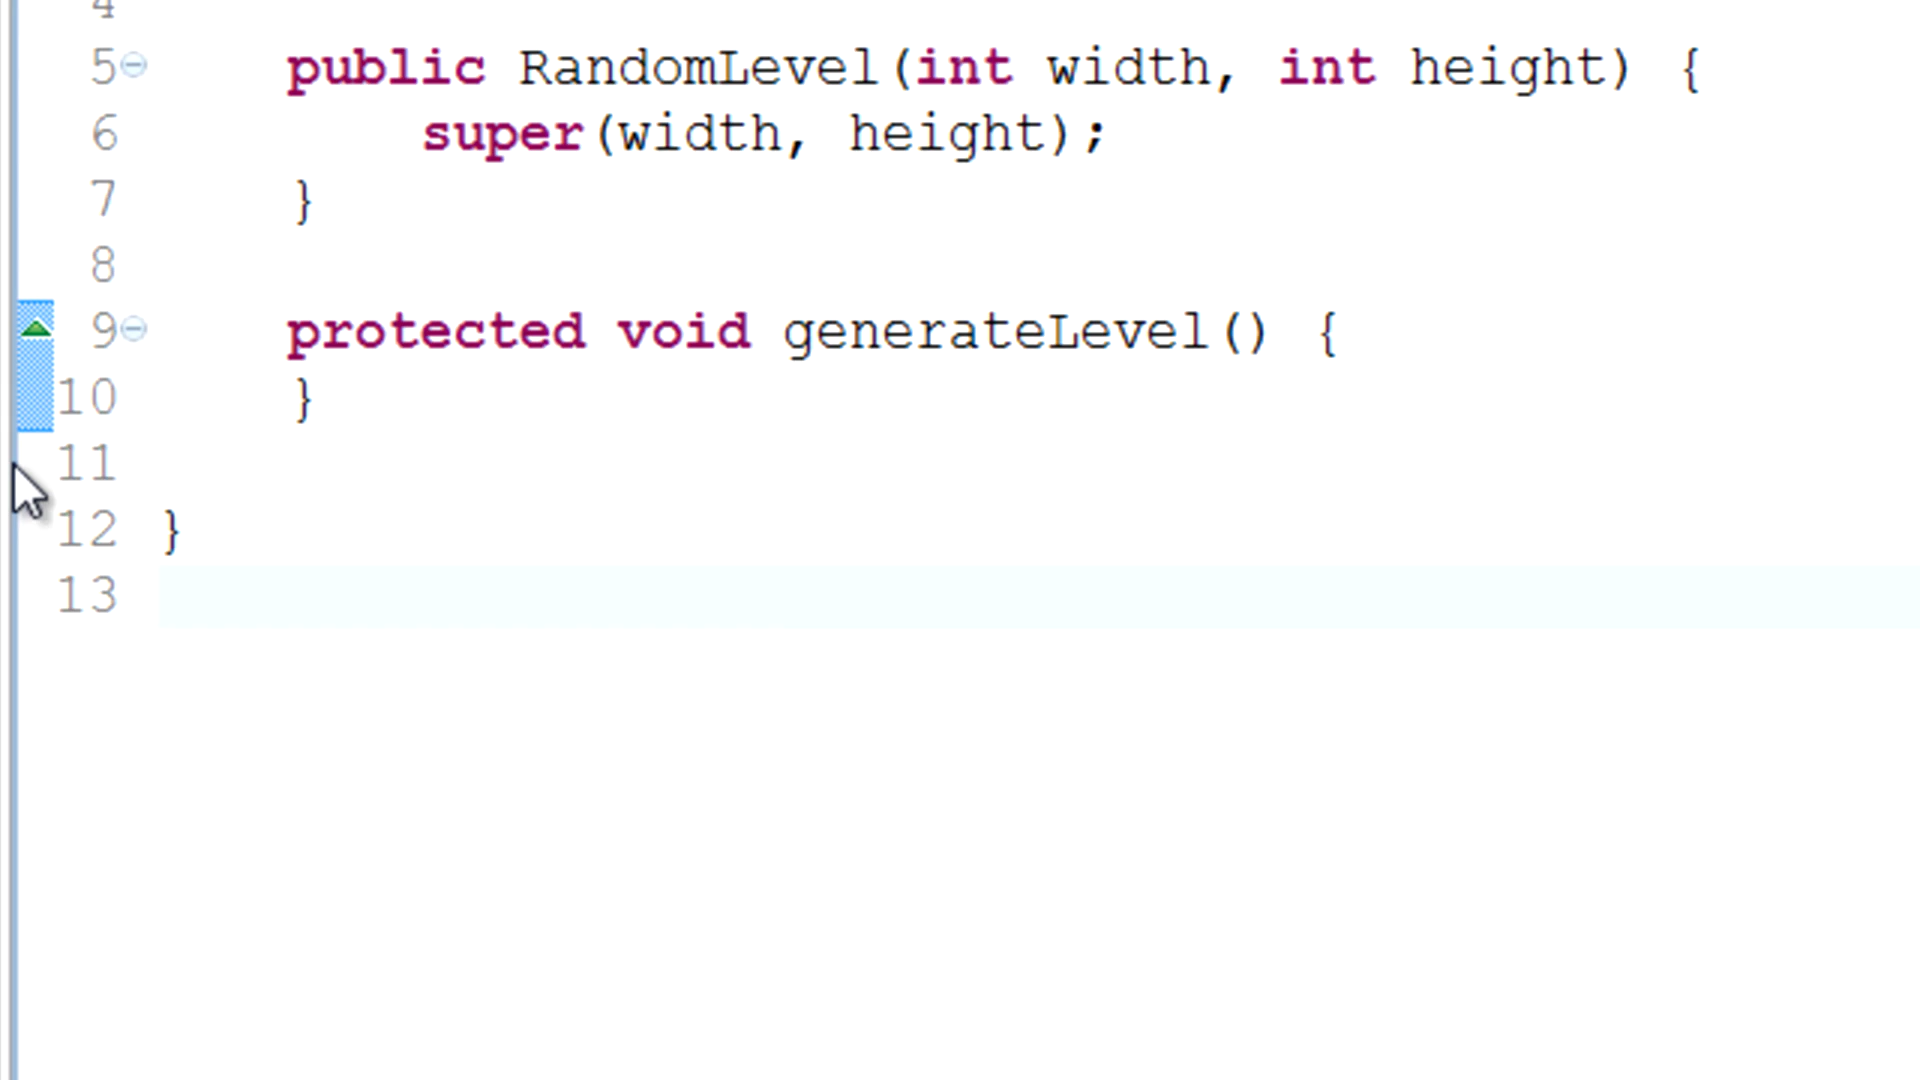 4
5 public RandomLevel(int width, int height) {
6 super(width, height);
7 }
8
9 protected void generateLevel() {
10 }
11
12 }
13